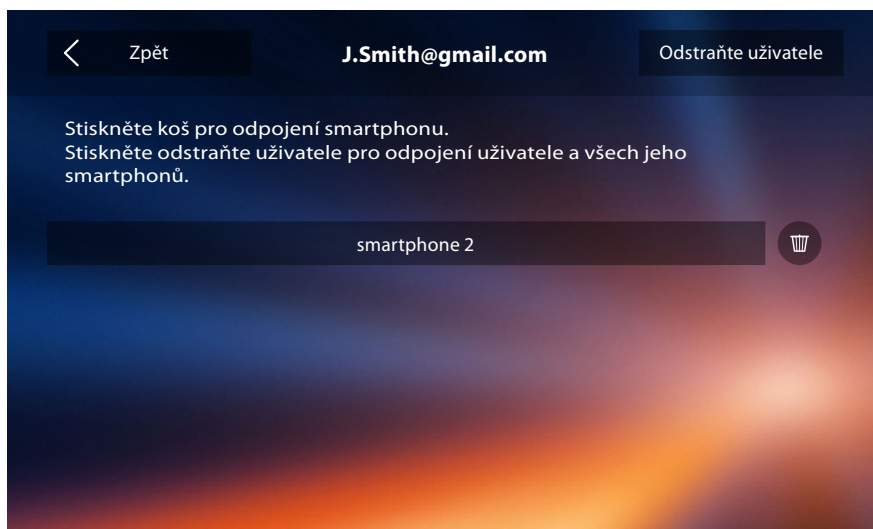 Zpět
J.Smith@gmail.com
Odstraňte uživatele
Stiskněte koš pro odpojení smartphonu.
Stiskněte odstraňte uživatele pro odpojení uživatele a všech jeho
smartphonů.
smartphone 2